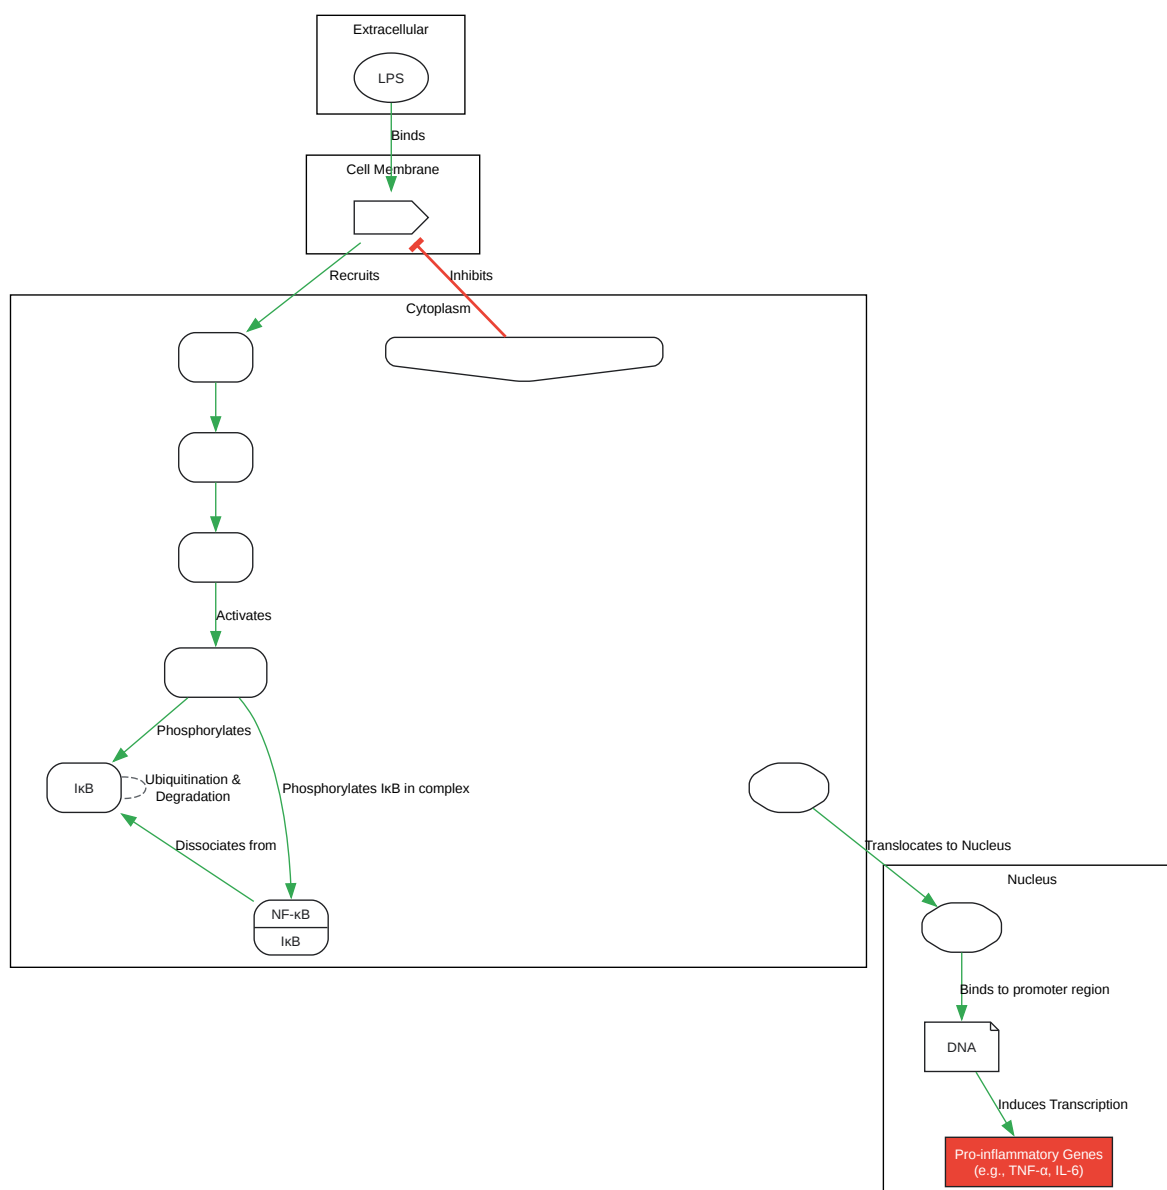 Extracellular
LPS
Binds
Cell Membrane
Recruits
Inhibits
Cytoplasm
Activates
Phosphorylates
IκB
Ubiquitination &
Degradation
Phosphorylates IκB in complex
Dissociates from
Translocates to Nucleus
Nucleus
NF-κB
IκB
Binds to promoter region
DNA
Induces Transcription
Pro-inflammatory Genes
(e.g., TNF-α, IL-6)